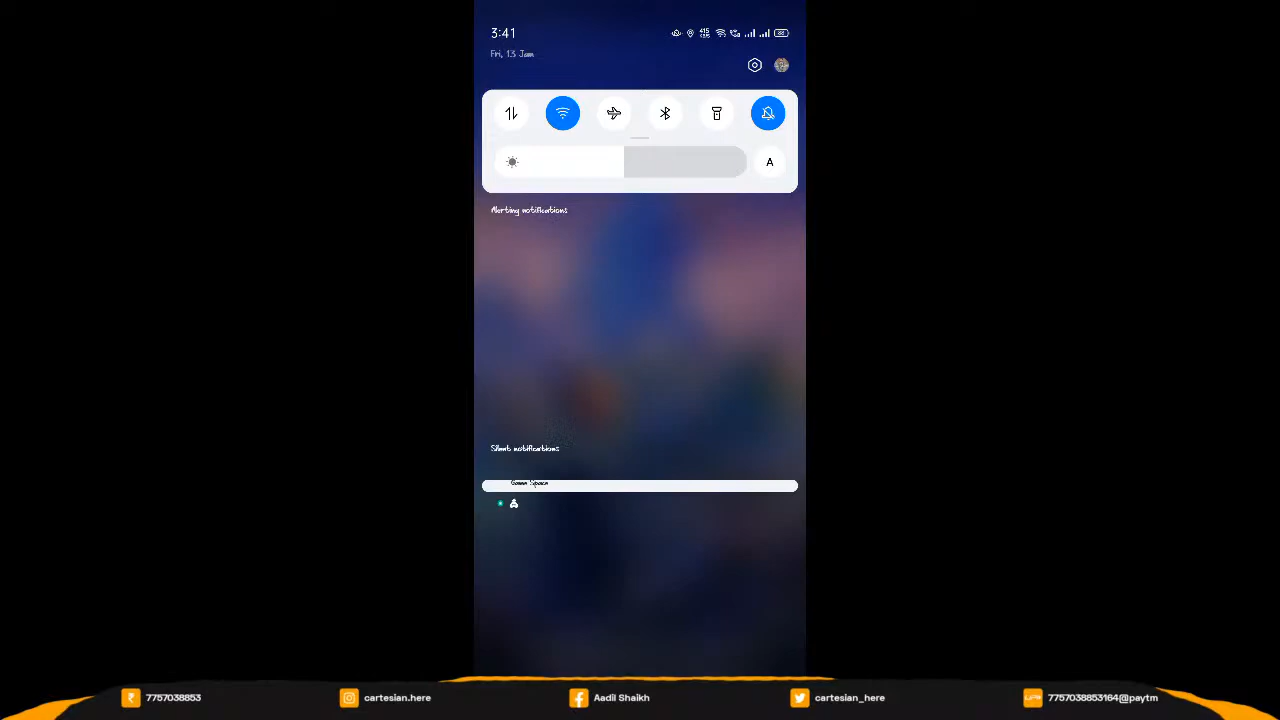 3:41
Fri, 13 Jan
A
Alerting notifications
Silent notifications
Game Space
7757038853
cartesian.here
Aadil Shaikh
cartesian_here
7757038853164@paytm